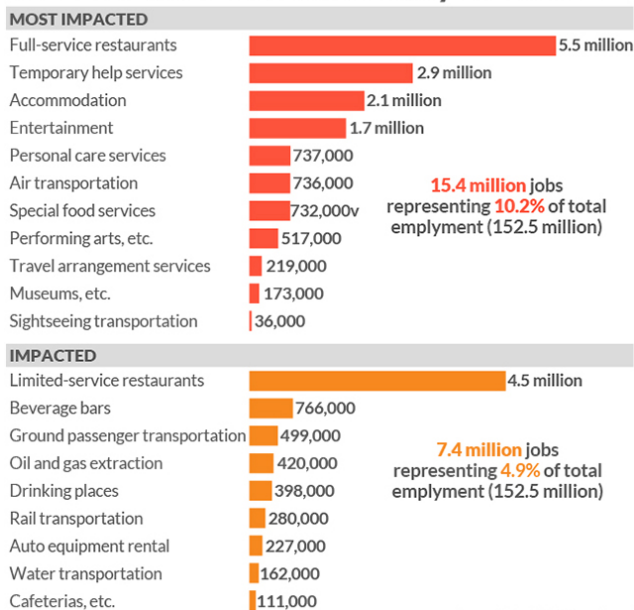 MOST IMPACTED
Full-service restaurants 5.5 million
Temporary help services 2.9 million
Accommodation 2.1 million
Entertainment 1.7 million
Personal care services 737,000
Air transportation 736,000
Special food services 732,000v
Performing arts, etc. 517,000
Travel arrangement services 219,000
Museums, etc. 173,000
Sightseeing transportation 36,000
15.4 million jobs
representing 10.2% of total
emplyment (152.5 million)
IMPACTED
Limited-service restaurants 4.5 million
Beverage bars 766,000
Ground passenger transportation 499,000
Oil and gas extraction 420,000
Drinking places 398,000
Rail transportation 280,000
Auto equipment rental 227,000
Water transportation 162,000
Cafeterias, etc. 111,000
7.4 million jobs
representing 4.9% of total
emplyment (152.5 million)